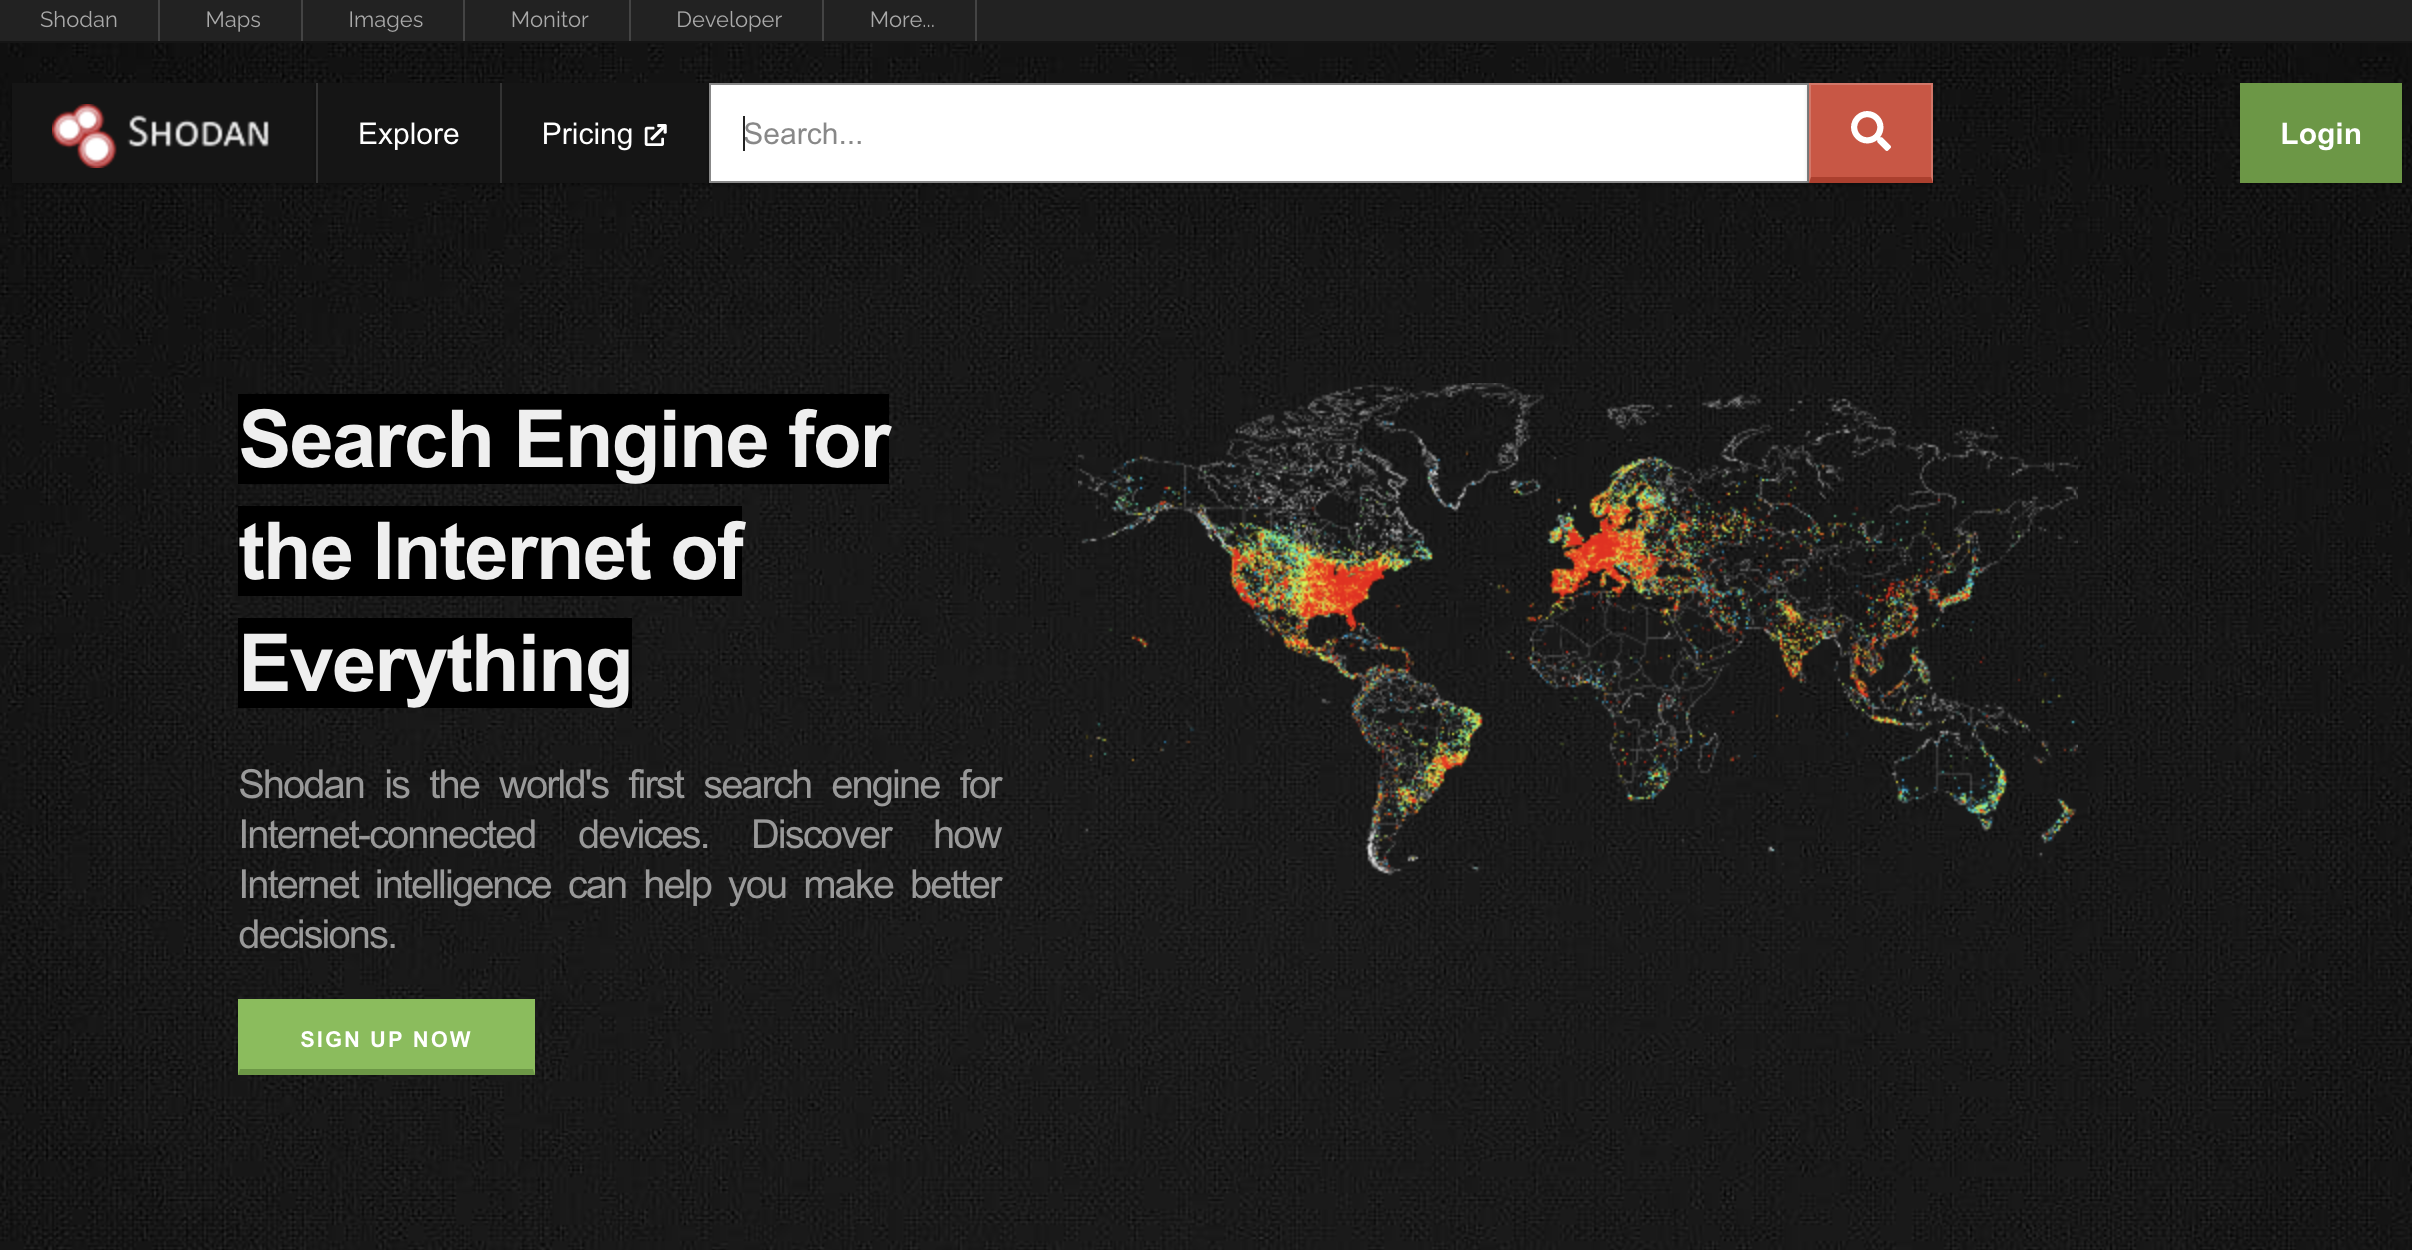 Shodan
Maps
Images
Monitor
Developer
More...
SHODAN
Explore
Pricing
Search...
Login
Search Engine for
the Internet of
Everything
Shodan is the world's first search engine for
Internet-connected devices. Discover how
Internet intelligence can help you make better
decisions.
SIGN UP NOW